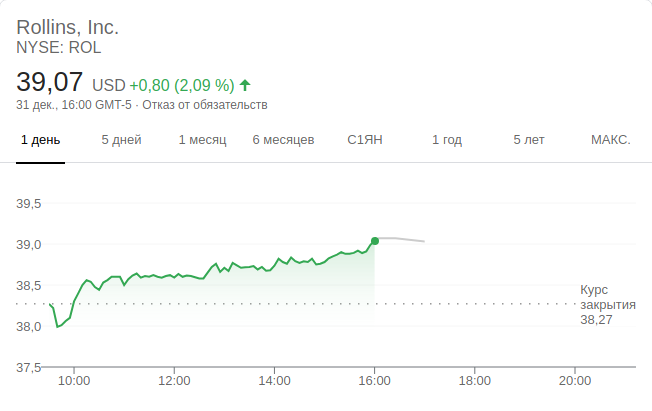 Rollins, Inc.
NYSE: ROL
39,07 USD +0,80 (2,09 %)
31 дек., 16:00 GMT-5 · Отказ от обязательств
1 день 5 дней 1 месяц 6 месяцев С1ЯН 1 год 5 лет МАКС.
39,5
39,0
38,5
Курс
закрытия
38,27
38,0
37,5
10:00 12:00 14:00 16:00 18:00 20:00